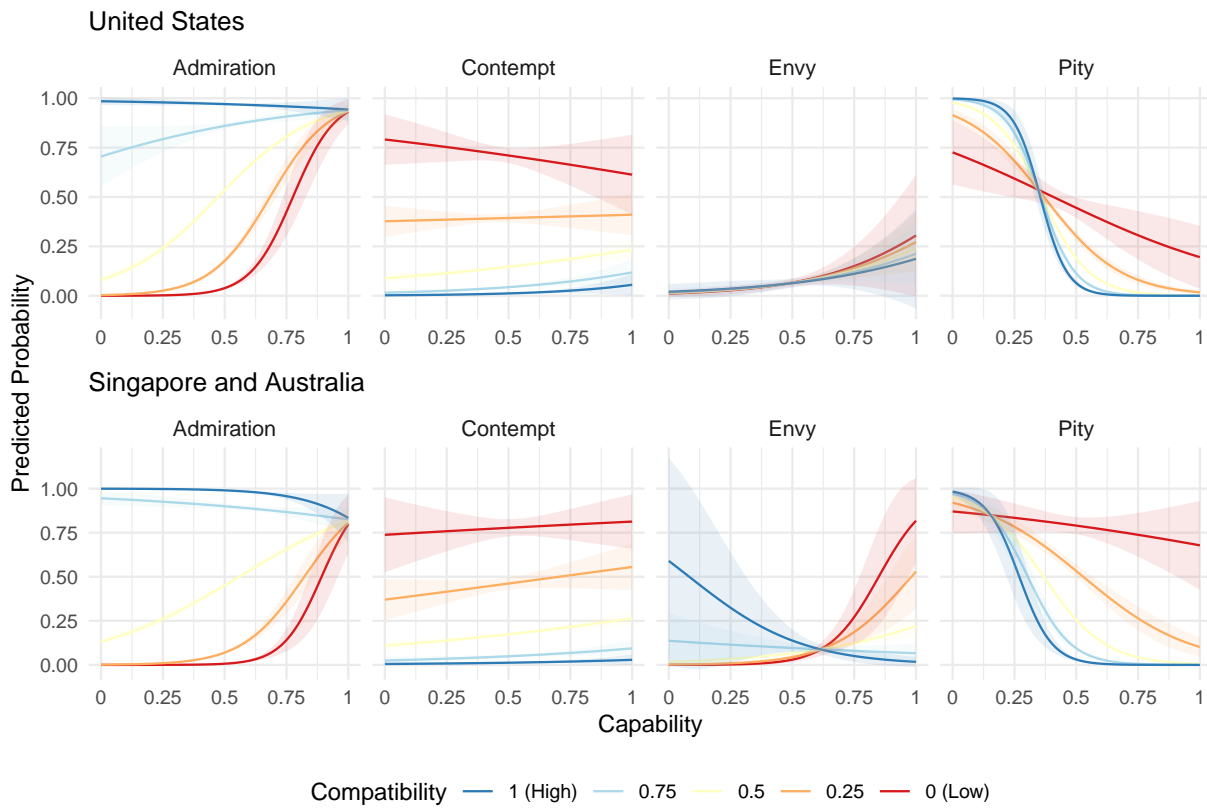 United States
Admiration Contempt Envy Pity
1.00
0.75
0.50
0.25
0.00
0 0.25 0.5 0.75 1 0 0.25 0.5 0.75 1 0 0.25 0.5 0.75 1 0 0.25 0.5 0.75 1
Predicted Probability
Singapore and Australia
Admiration Contempt Envy Pity
1.00
0.75
0.50
0.25
0.00
0 0.25 0.5 0.75 1 0 0.25 0.5 0.75 1 0 0.25 0.5 0.75 1 0 0.25 0.5 0.75 1
Capability
Compatibility 1 (High) 0.75 0.5 0.25 0 (Low)